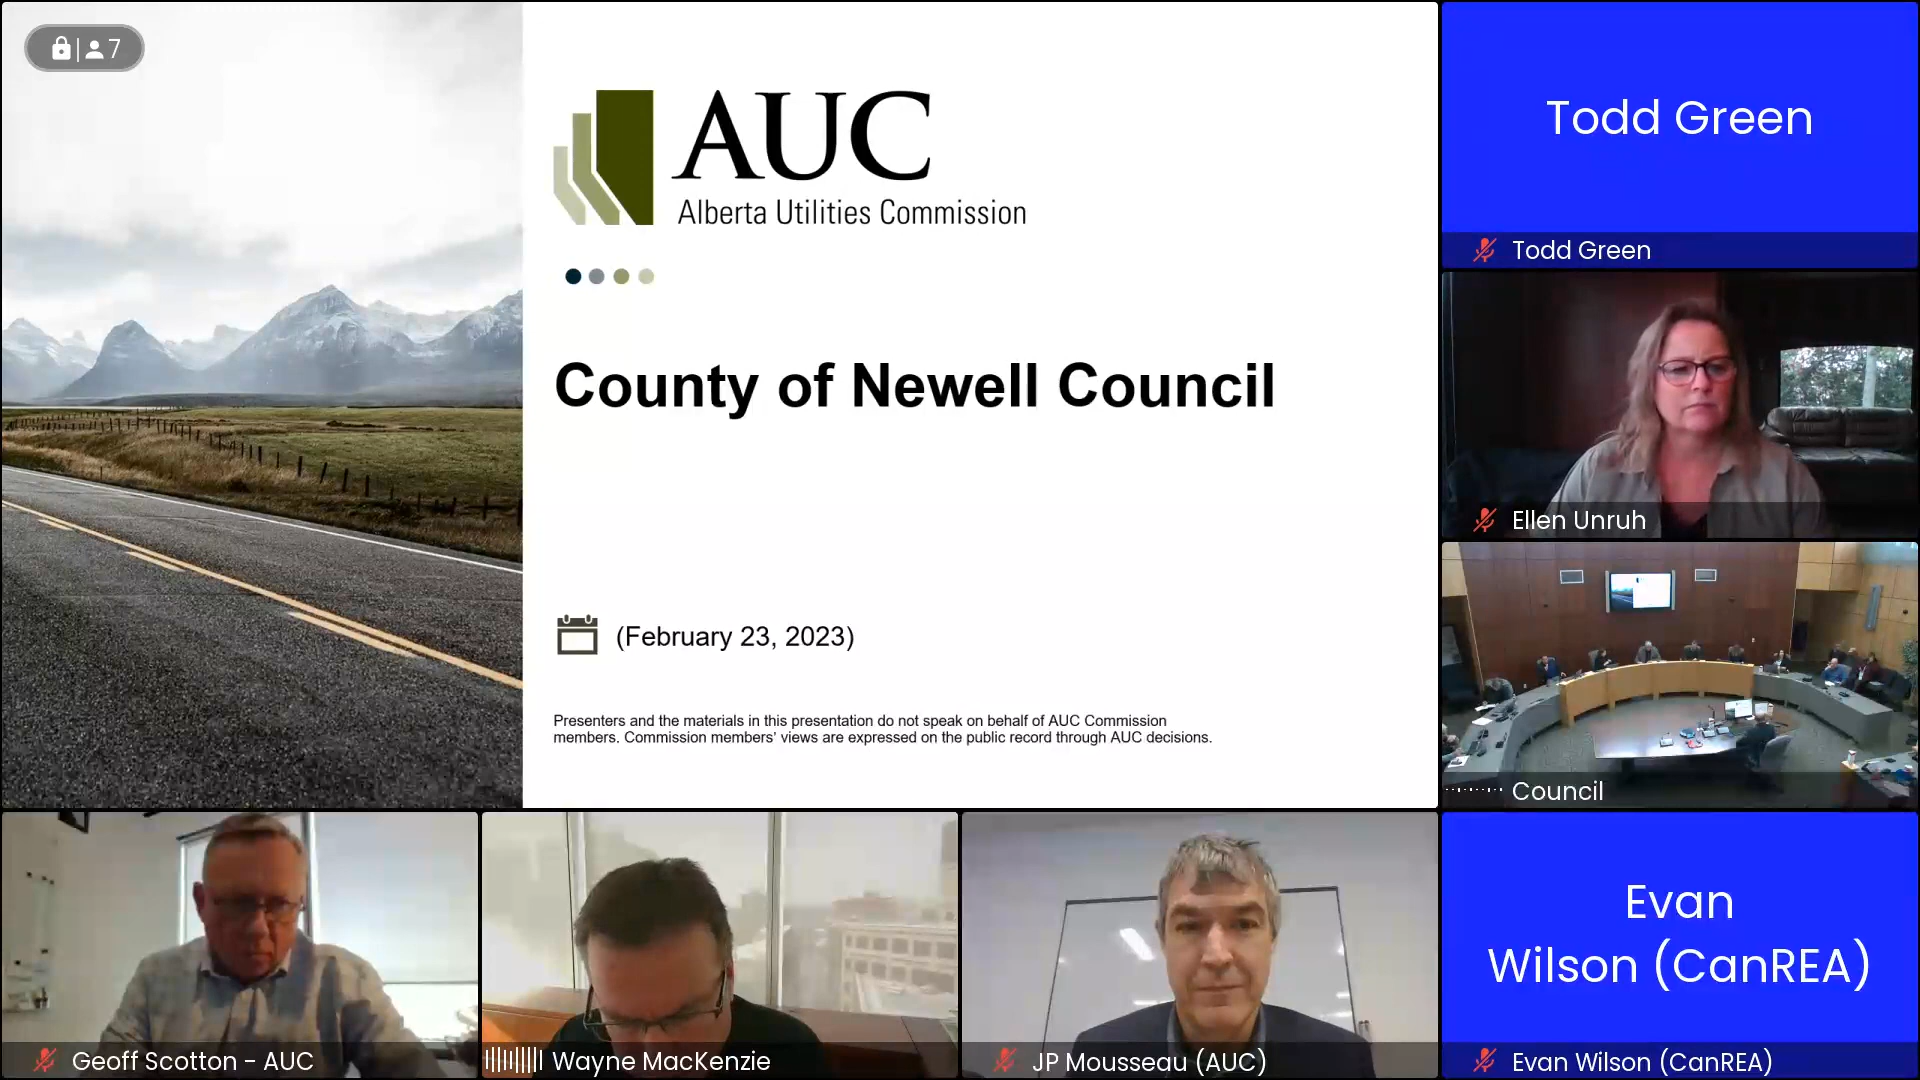 7
AUC
Alberta Utilities Commission
County of Newell Council
(February 23, 2023)
Presenters and the materials in this presentation do not speak on behalf of AUC Commission
members. Commission members' views are expressed on the public record through AUC decisions.
Todd Green
Todd Green
Ellen Unruh
Council
Geoff Scotton - AUC
Wayne MacKenzie
JP Mousseau (AUC)
Evan
Wilson (CanREA)
Evan Wilson (CanREA)